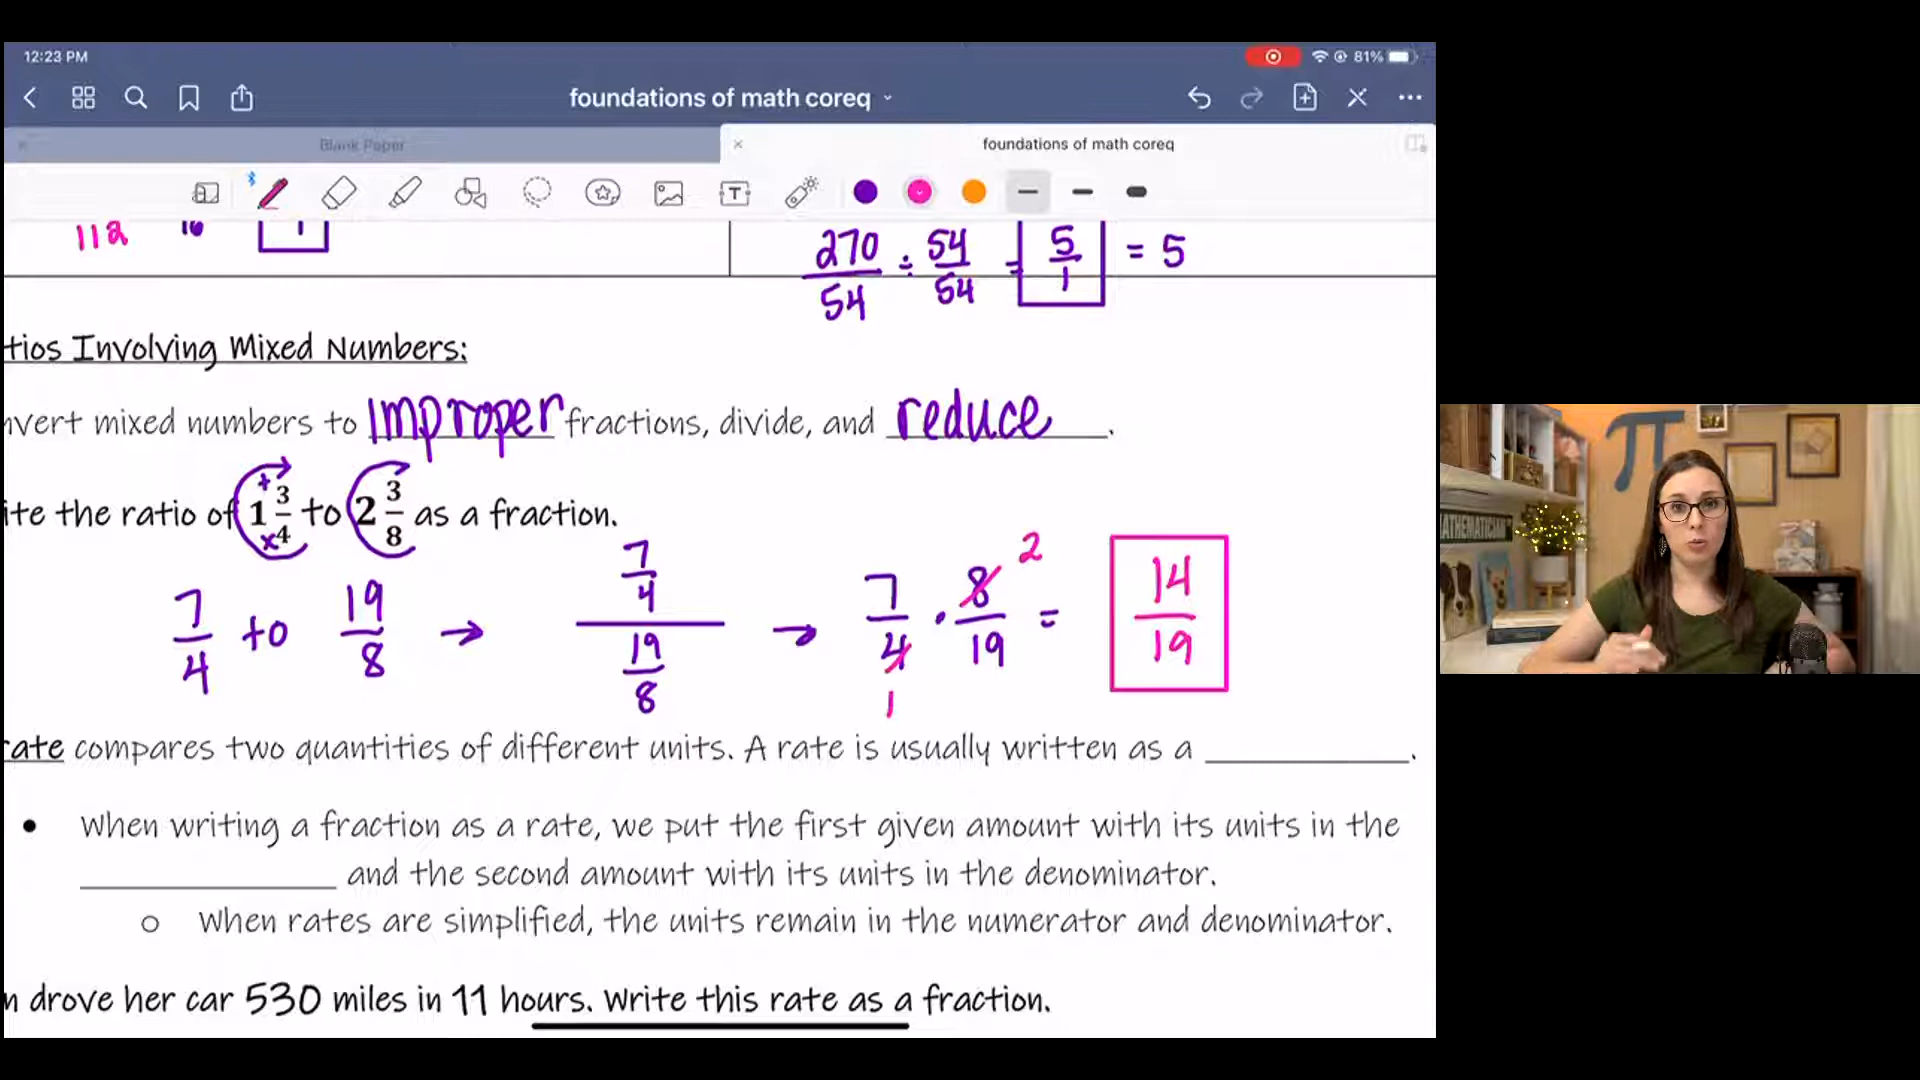 12:23 PM
81%
foundations of math coreq
Blank Paper
foundations of math coreq
112 16 1
270/54 ÷ 54/54 = 5/1 = 5
tios Involving Mixed Numbers:
nvert mixed numbers to improper fractions, divide, and reduce.
ite the ratio of 1 3/4 to 2 3/8 as a fraction.
+
x
7/4 to 19/8 → 7/4 / 19/8 → 7/4 · 8/19 = 14/19
2
1
rate compares two quantities of different units. A rate is usually written as a __________.
• When writing a fraction as a rate, we put the first given amount with its units in the
__________ and the second amount with its units in the denominator.
o When rates are simplified, the units remain in the numerator and denominator.
n drove her car 530 miles in 11 hours. Write this rate as a fraction.
MATHEMATICIAN
π